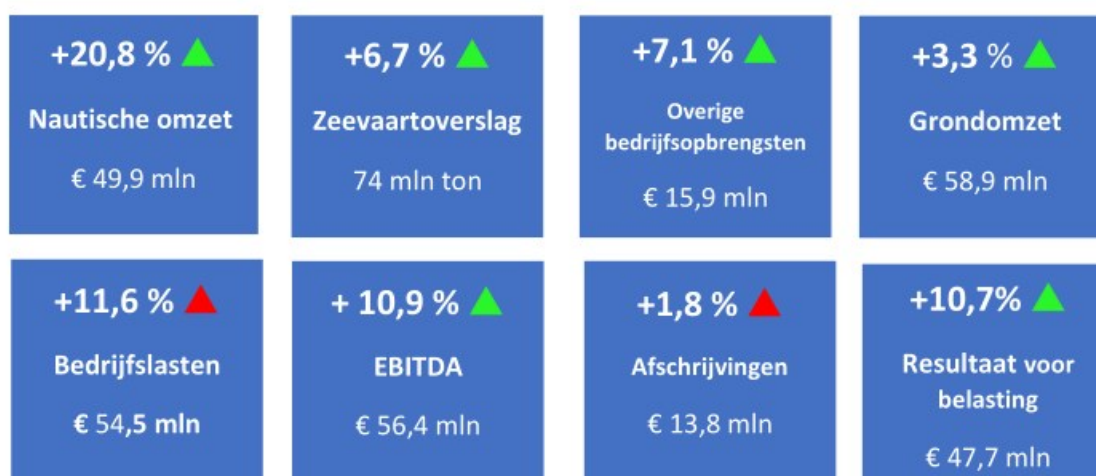 +20,8 %
Nautische omzet
€ 49,9 mln
+6,7 %
Zeevaartoverslag
74 mln ton
+7,1 %
Overige
bedrijfsopbrengsten
€ 15,9 mln
+3,3 %
Grondomzet
€ 58,9 mln
+11,6 %
Bedrijfslasten
€ 54,5 mln
+ 10,9 %
EBITDA
€ 56,4 mln
+1,8 %
Afschrijvingen
€ 13,8 mln
+10,7%
Resultaat voor
belasting
€ 47,7 mln